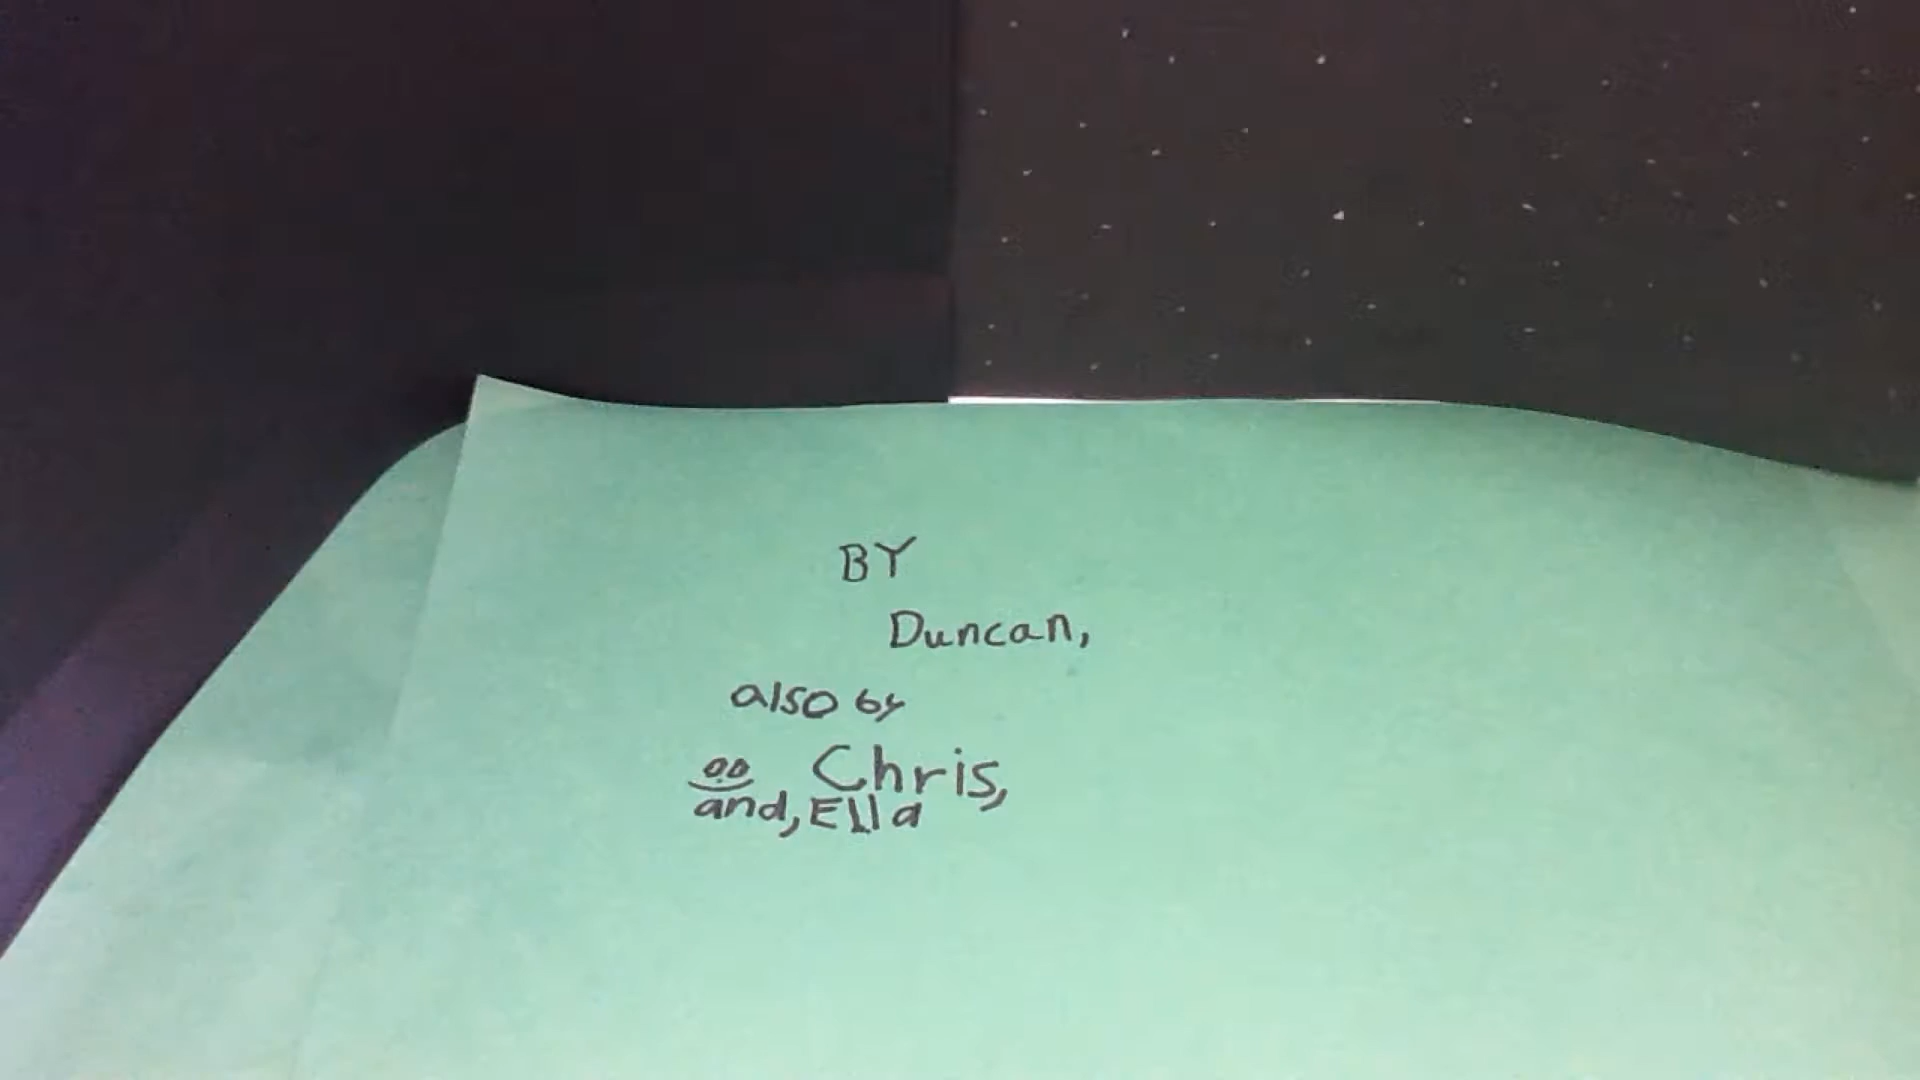 BY
Duncan,
also by
Chris,
and, Ella